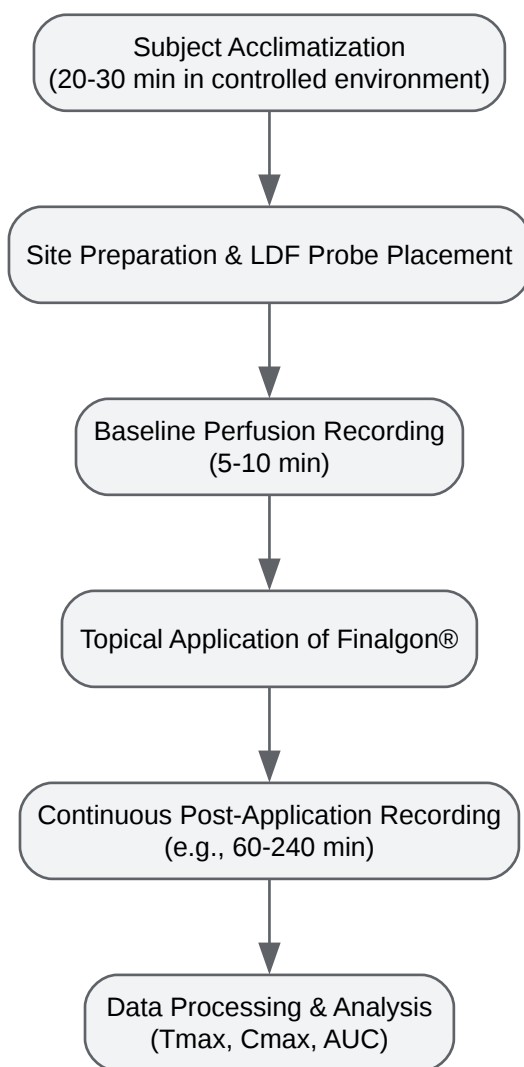 Subject Acclimatization
(20-30 min in controlled environment)
Site Preparation & LDF Probe Placement
Baseline Perfusion Recording
(5-10 min)
Topical Application of Finalgon®
Continuous Post-Application Recording
(e.g., 60-240 min)
Data Processing & Analysis
(Tmax, Cmax, AUC)